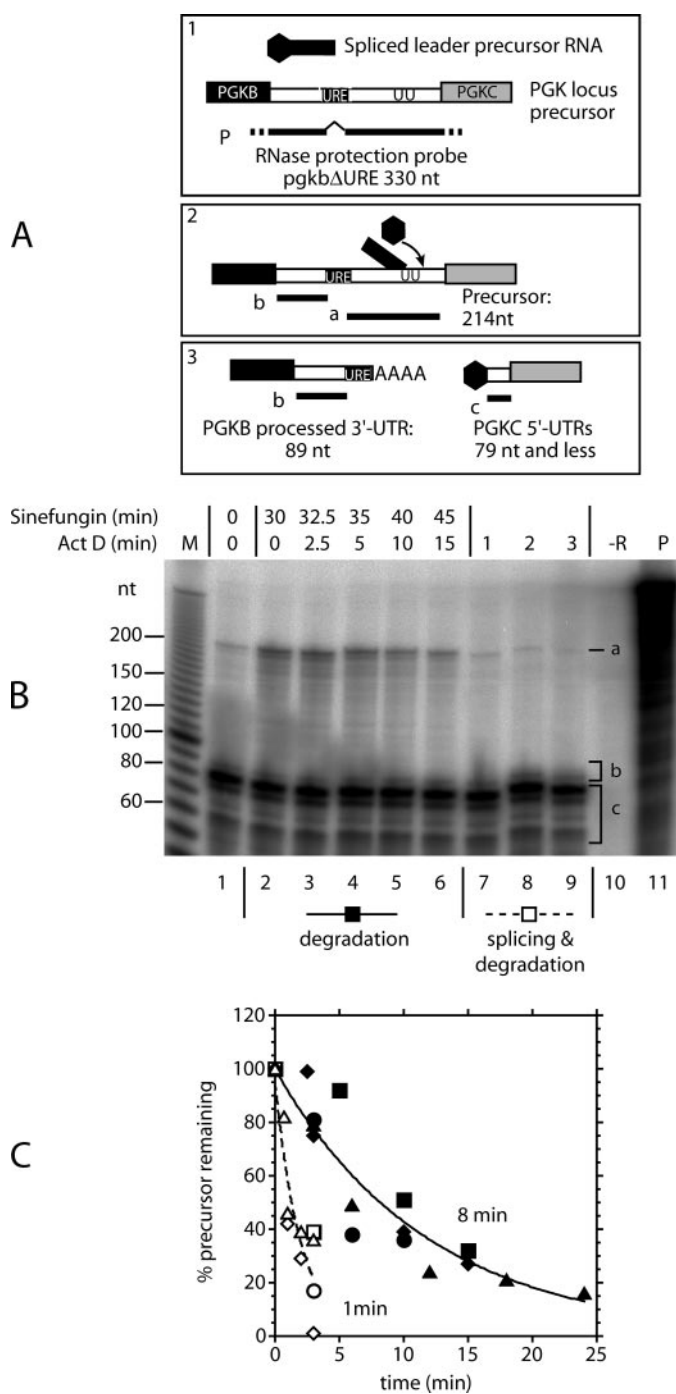 A
1
Spliced leader precursor RNA
PGKB
URE
UU
PGKC
PGK locus
precursor
P
RNase protection probe
pgkbΔURE 330 nt
2
URE
UU
b
a
Precursor:
214nt
3
URE
AAAA
b
c
PGKB processed 3'-UTR:
89 nt
PGKC 5'-UTRs
79 nt and less
B
Sinefungin (min) 0 30 32.5 35 40 45
Act D (min) M 0 0 2.5 5 10 15 1 2 3 -R P
nt
200
150
120
100
80
60
a
b
c
1 2 3 4 5 6 7 8 9 10 11
degradation
splicing &
degradation
C
% precursor remaining
120
100
80
60
40
20
0
8 min
1min
0 5 10 15 20 25
time (min)